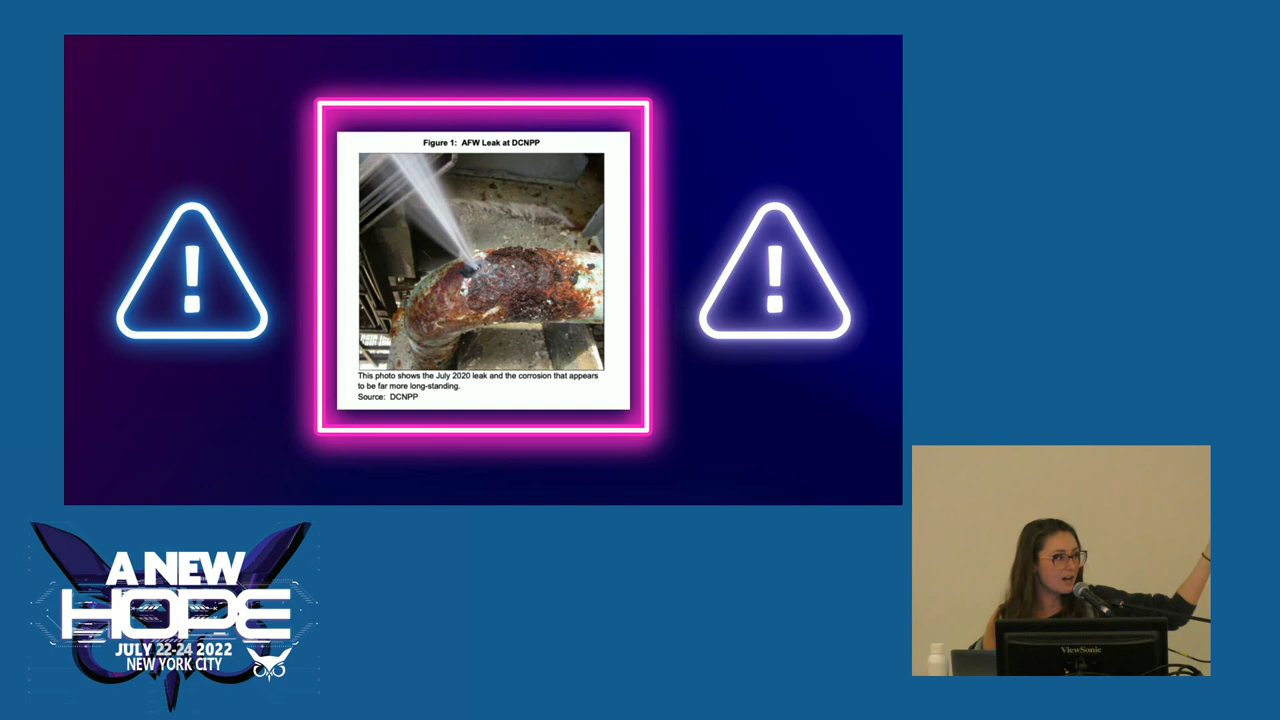 Figure 1: AFW Leak at DCNPP
This photo shows the July 2020 leak and the corrosion that appears
to be far more long-standing.
Source: DCNPP
A NEW
HOPE
JULY 22-24 2022
NEW YORK CITY
ViewSonic